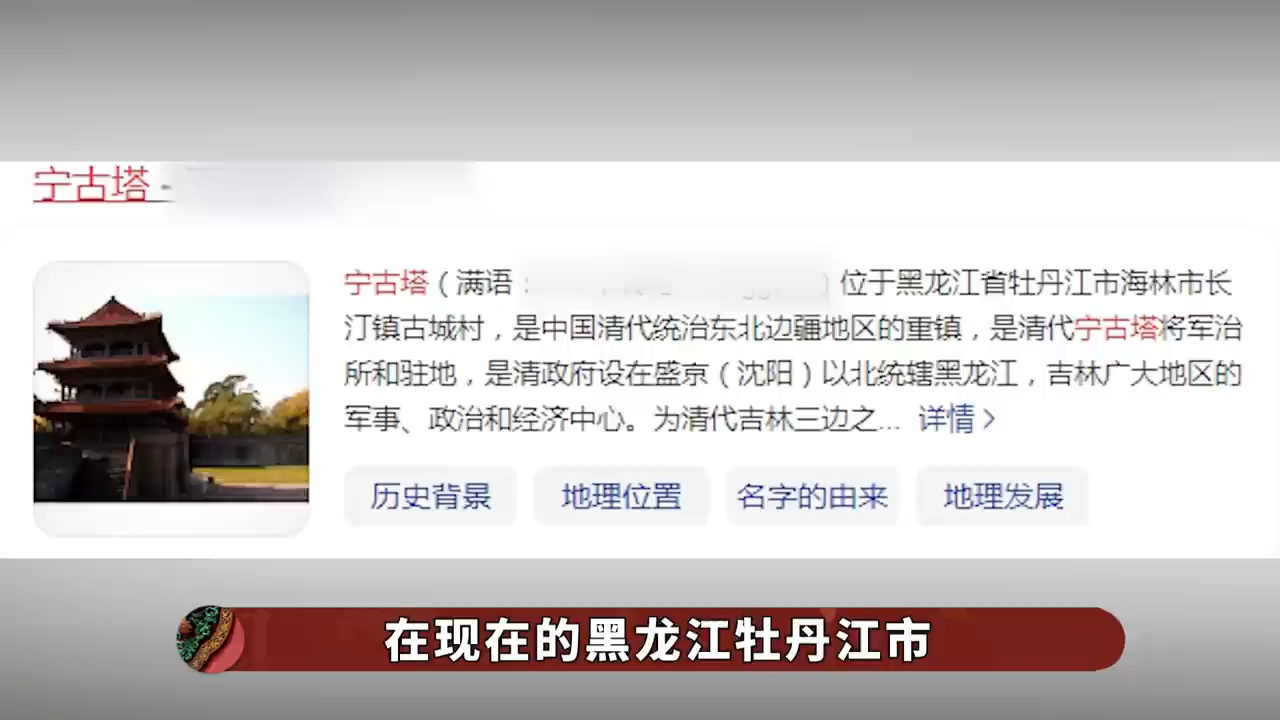 宁古塔 -
宁古塔（满语：）位于黑龙江省牡丹江市海林市长
汀镇古城村，是中国清代统治东北边疆地区的重镇，是清代宁古塔将军治
所和驻地，是清政府设在盛京（沈阳）以北统辖黑龙江，吉林广大地区的
军事、政治和经济中心。为清代吉林三边之... 详情>
历史背景 地理位置 名字的由来 地理发展
在现在的黑龙江牡丹江市